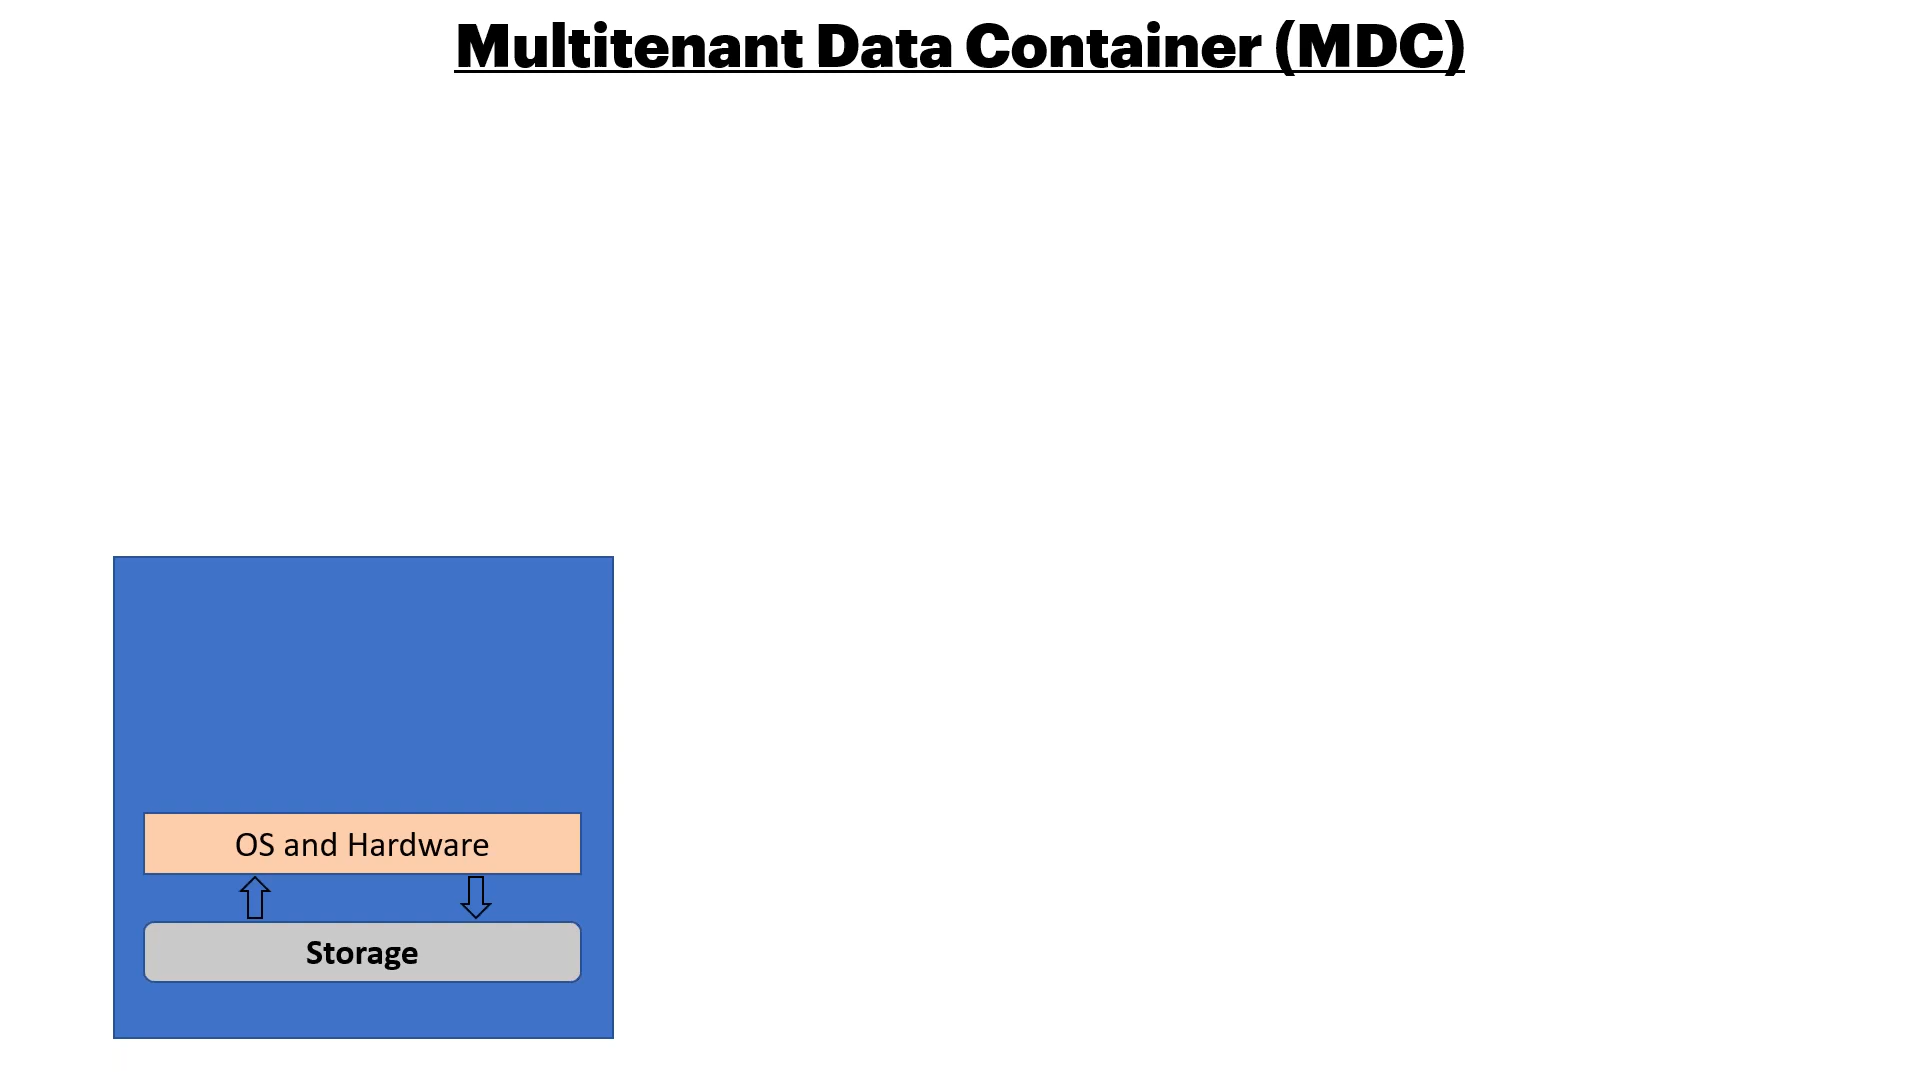 Multitenant Data Container (MDC)
OS and Hardware
Storage